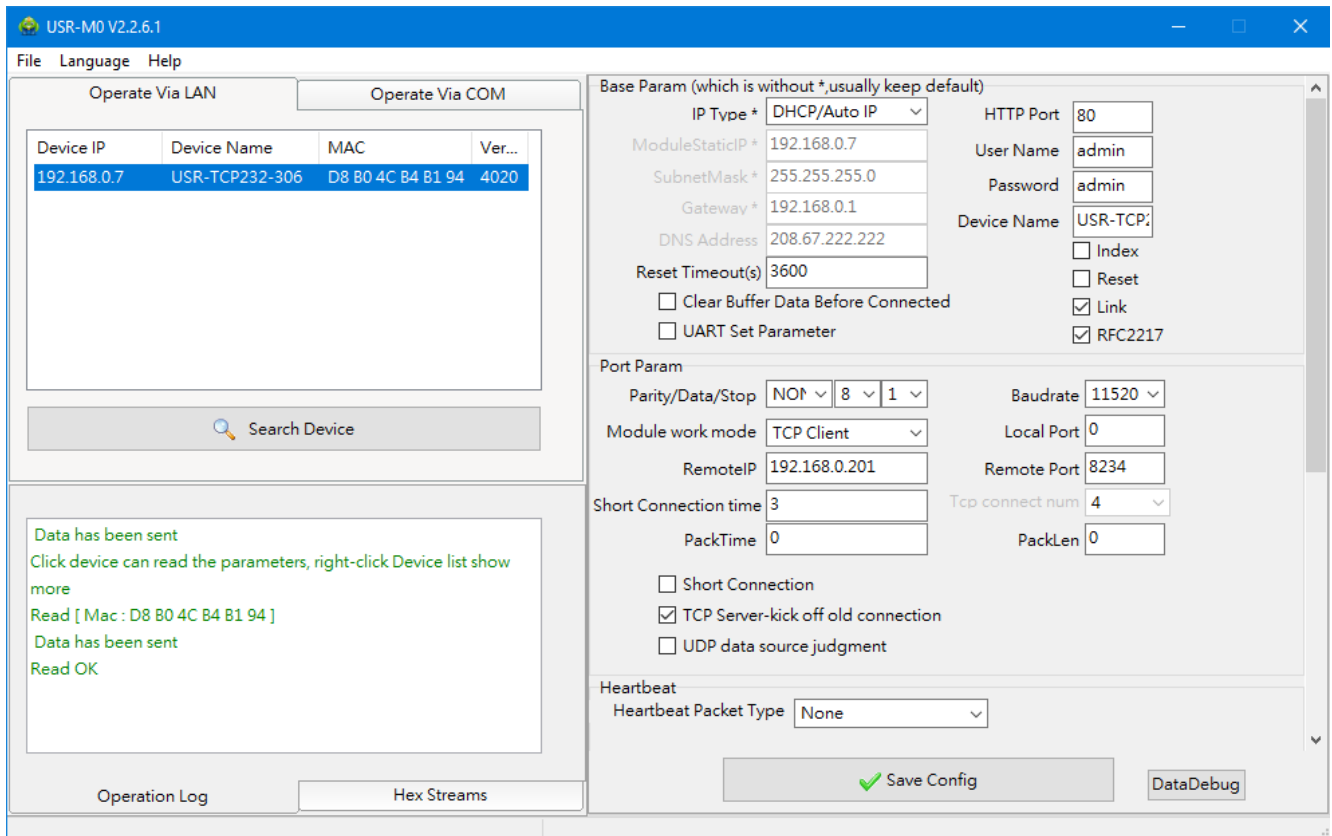 USR-M0 V2.2.6.1
File Language Help
Operate Via LAN
Operate Via COM
Device IP Device Name MAC Ver...
192.168.0.7 USR-TCP232-306 D8 B0 4C B4 B1 94 4020
Search Device
Data has been sent
Click device can read the parameters, right-click Device list show
more
Read [ Mac : D8 B0 4C B4 B1 94 ]
Data has been sent
Read OK
Operation Log
Hex Streams
Base Param (which is without *,usually keep default)
IP Type * DHCP/Auto IP
ModuleStaticIP * 192.168.0.7
SubnetMask * 255.255.255.0
Gateway * 192.168.0.1
DNS Address 208.67.222.222
Reset Timeout(s) 3600
Clear Buffer Data Before Connected
UART Set Parameter
HTTP Port 80
User Name admin
Password admin
Device Name USR-TCP2
Index
Reset
Link
RFC2217
Port Param
Parity/Data/Stop NON 8 1
Baudrate 11520
Module work mode TCP Client
Local Port 0
RemoteIP 192.168.0.201
Remote Port 8234
Short Connection time 3
Tcp connect num 4
PackTime 0
PackLen 0
Short Connection
TCP Server-kick off old connection
UDP data source judgment
Heartbeat
Heartbeat Packet Type None
Save Config
DataDebug